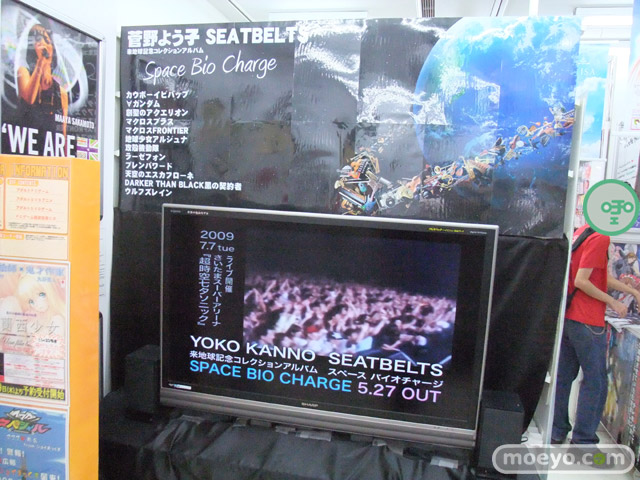 菅野よう子 SEATBELTS
来地球記念コレクションアルバム
Space Bio Charge
カウボーイビバップ
∀ガンダム
創聖のアクエリオン
マクロスプラス
マクロスFRONTIER
地球少女アルジュナ
攻殻機動隊
ラーゼフォン
ブレンパワード
天空のエスカフローネ
DARKER THAN BLACK黒の契約者
ウルフズレイン
MAAYA SAKAMOTO
'WE ARE
INFORMATION
2009
7.7 tue
ライブ開催
さいたまスーパーアリーナ
『超時空七夕ソニック』
YOKO KANNO SEATBELTS
来地球記念コレクションアルバム スペース バイオチャージ
SPACE BIO CHARGE 5.27 OUT
SHARP
moeyo.com